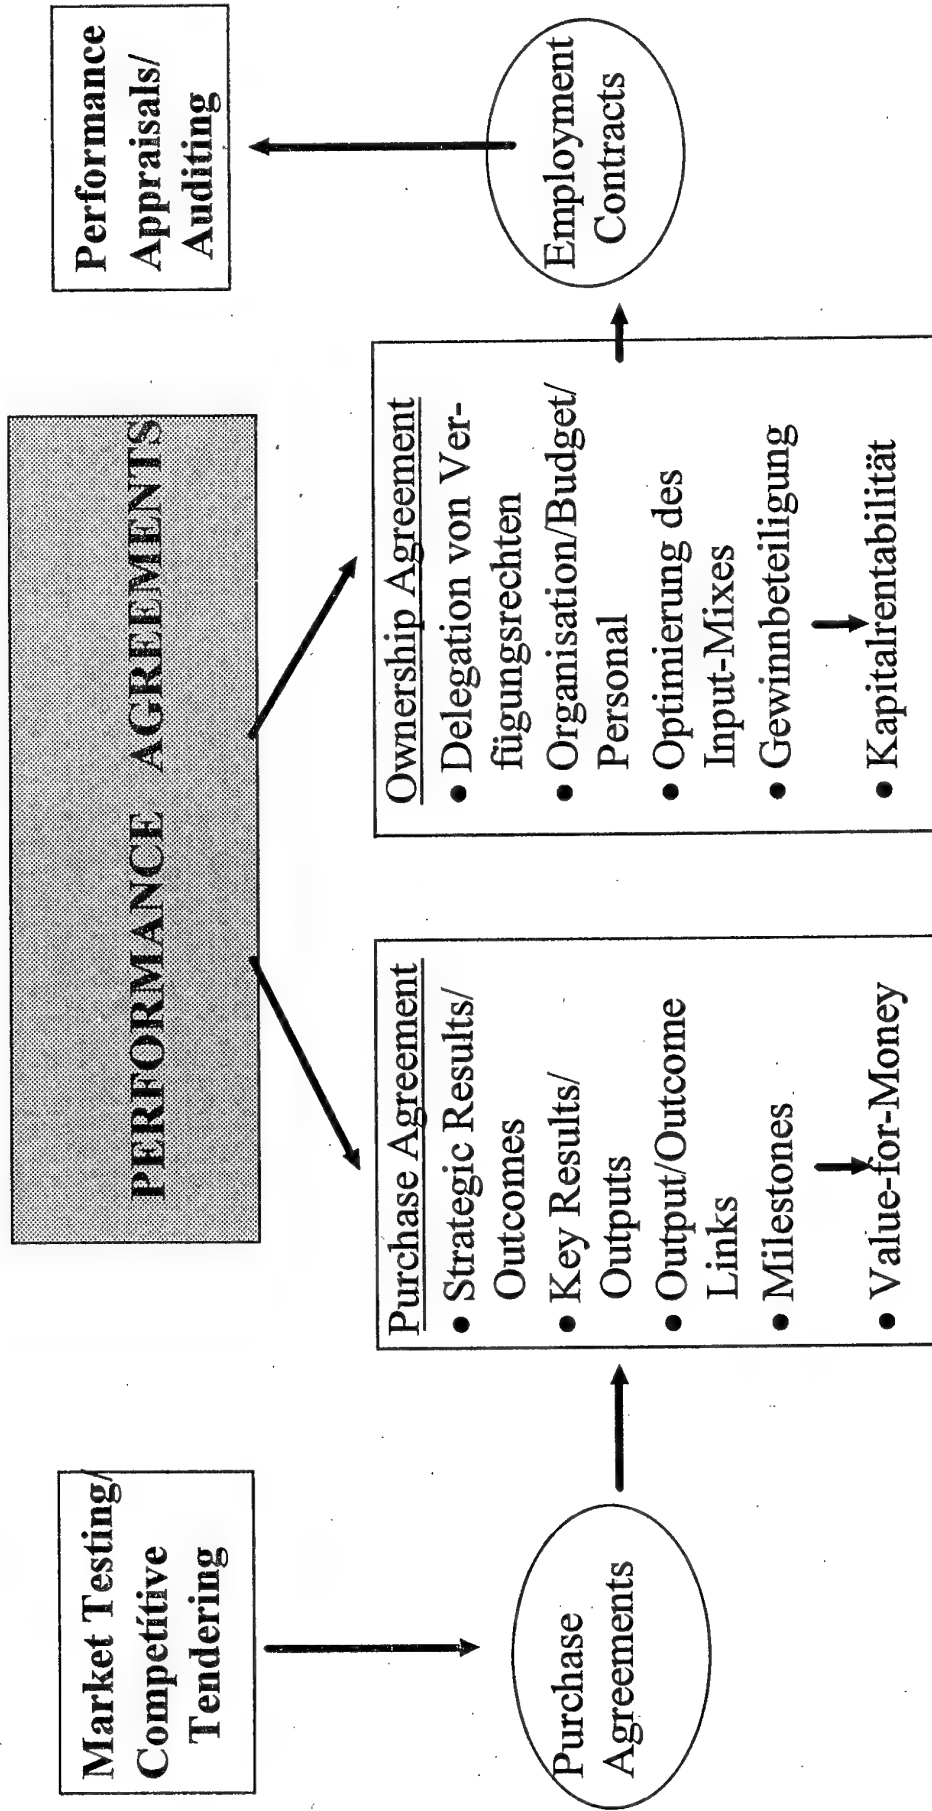 PERFORMANCE AGREEMENTS
Market Testing/
Competitive
Tendering
Performance
Appraisals/
Auditing
Purchase
Agreements
Purchase Agreement
• Strategic Results/
Outcomes
• Key Results/
Outputs
• Output/Outcome
Links
• Milestones
• Value-for-Money
Ownership Agreement
• Delegation von Ver-
fügungsrechten
• Organisation/Budget/
Personal
• Optimierung des
Input-Mixes
• Gewinnbeteiligung
• Kapitalrentabilität
Employment
Contracts